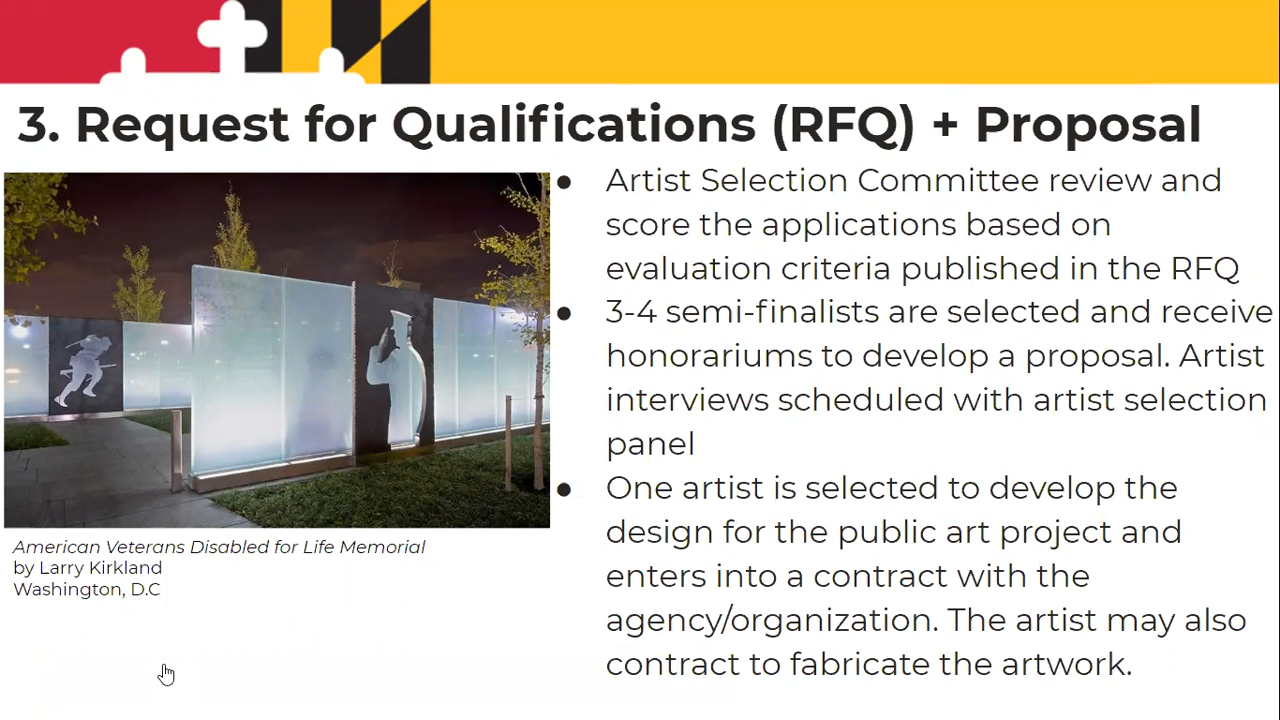 3. Request for Qualifications (RFQ) + Proposal
● Artist Selection Committee review and
score the applications based on
evaluation criteria published in the RFQ
● 3-4 semi-finalists are selected and receive
honorariums to develop a proposal. Artist
interviews scheduled with artist selection
panel
● One artist is selected to develop the
design for the public art project and
enters into a contract with the
agency/organization. The artist may also
contract to fabricate the artwork.
American Veterans Disabled for Life Memorial
by Larry Kirkland
Washington, D.C